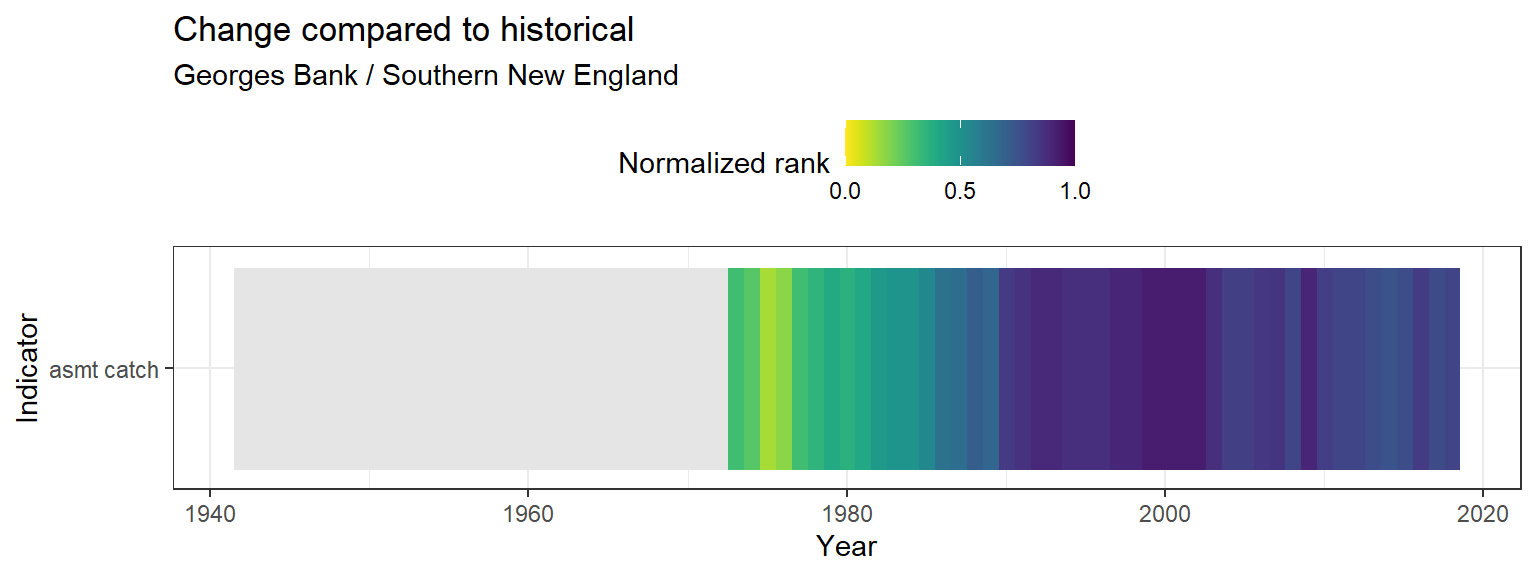 Change compared to historical
Georges Bank / Southern New England
Normalized rank
0.0 0.5 1.0
Indicator
asmt catch
1940 1960 1980 2000 2020
Year